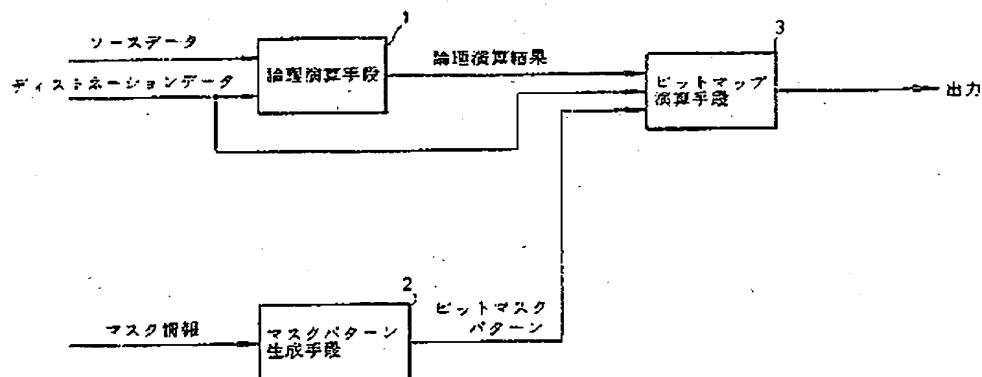 1
ソースデータ
ディストネーションデータ
論理演算手段
論理演算結果
3
ビットマップ
演算手段
出力
2
マスク情報
マスクパターン
生成手段
ビットマスク
パターン